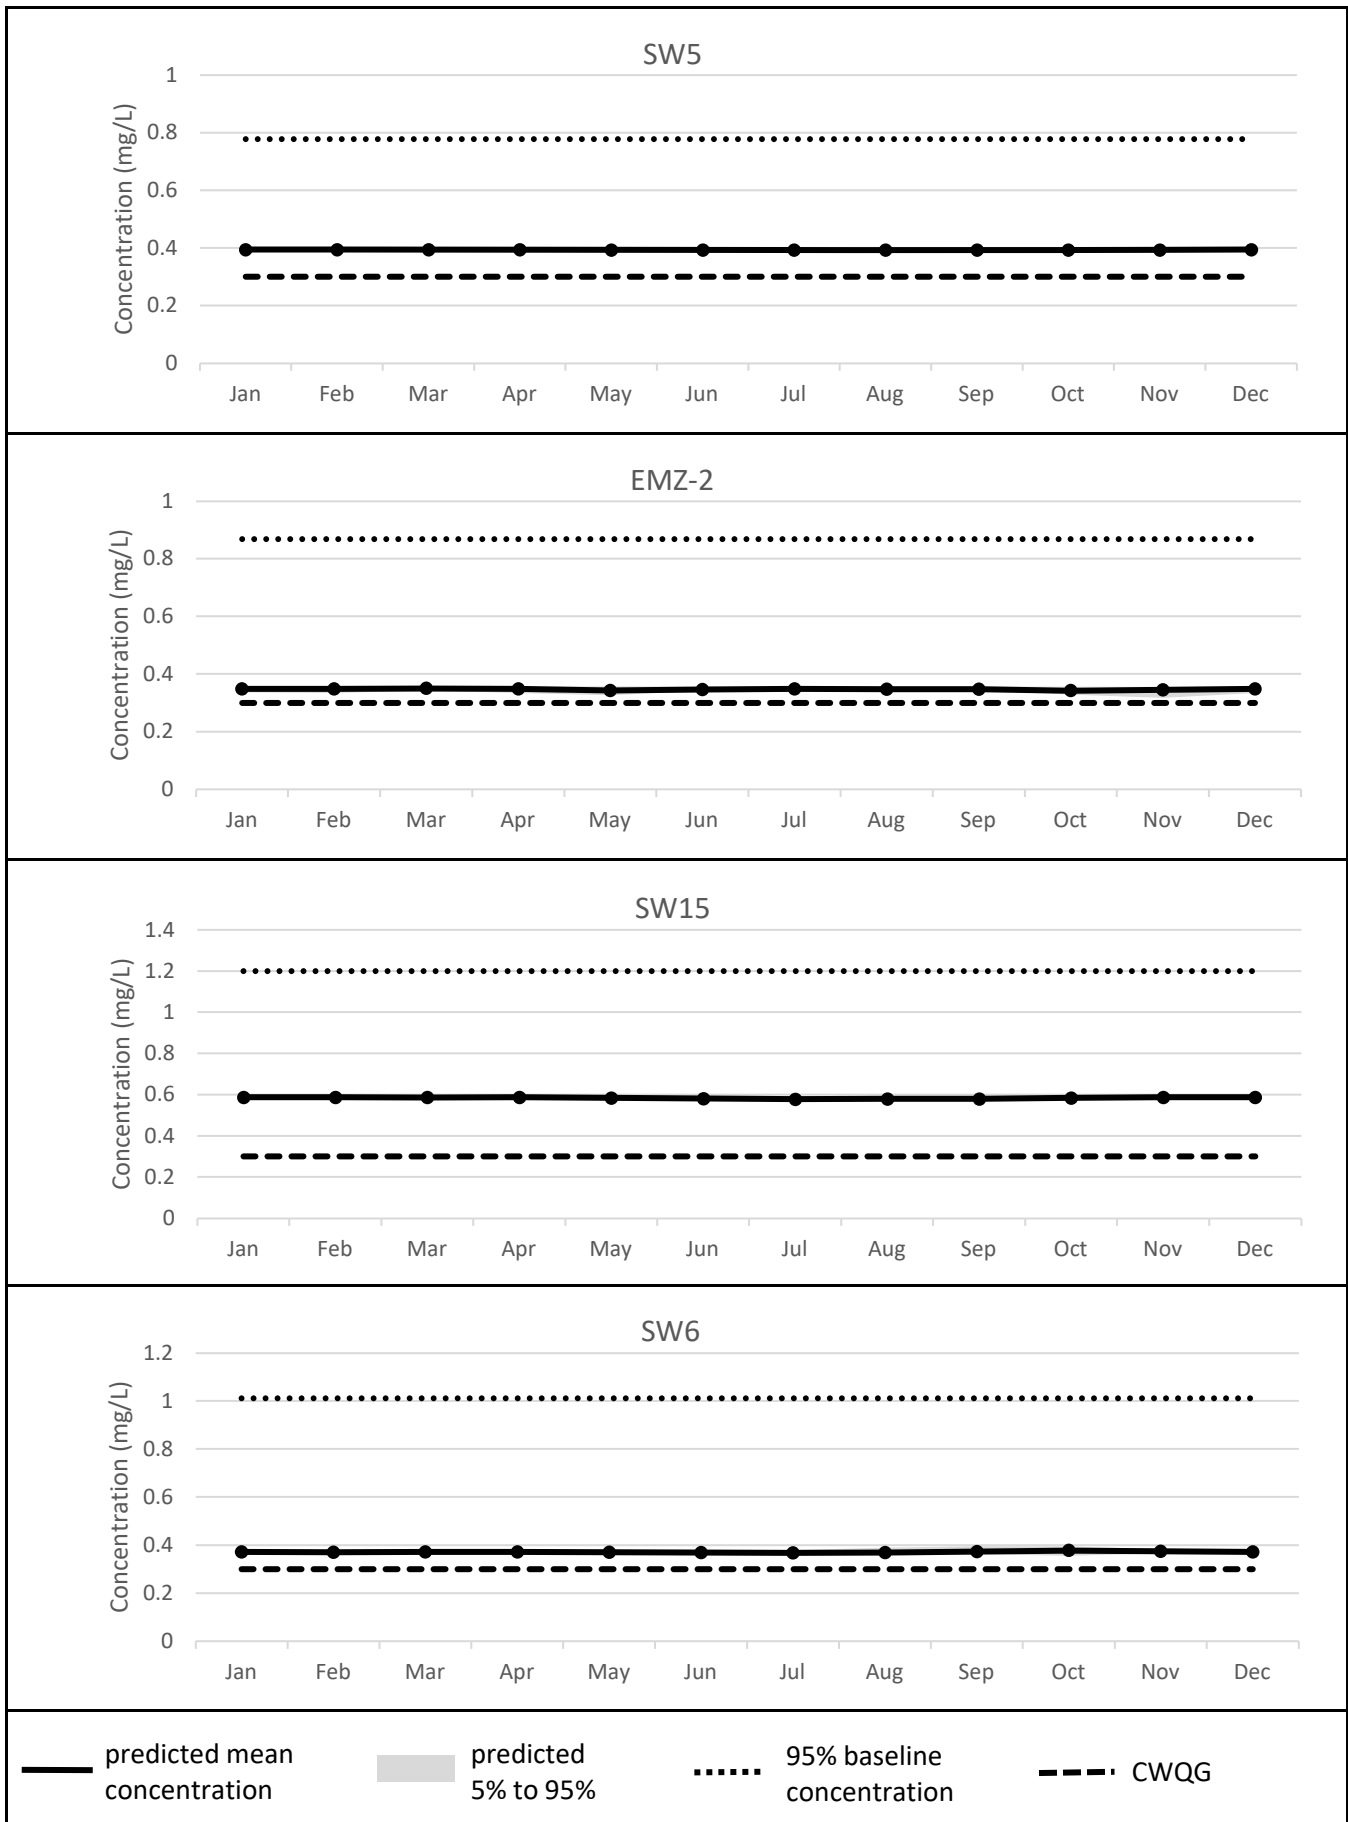 SW5
Concentration (mg/L)
1
0.8
0.6
0.4
0.2
0
Jan Feb Mar Apr May Jun Jul Aug Sep Oct Nov Dec
EMZ-2
Concentration (mg/L)
1
0.8
0.6
0.4
0.2
0
Jan Feb Mar Apr May Jun Jul Aug Sep Oct Nov Dec
SW15
Concentration (mg/L)
1.4
1.2
1
0.8
0.6
0.4
0.2
0
Jan Feb Mar Apr May Jun Jul Aug Sep Oct Nov Dec
SW6
Concentration (mg/L)
1.2
1
0.8
0.6
0.4
0.2
0
Jan Feb Mar Apr May Jun Jul Aug Sep Oct Nov Dec
predicted mean
concentration
predicted
5% to 95%
95% baseline
concentration
CWQG